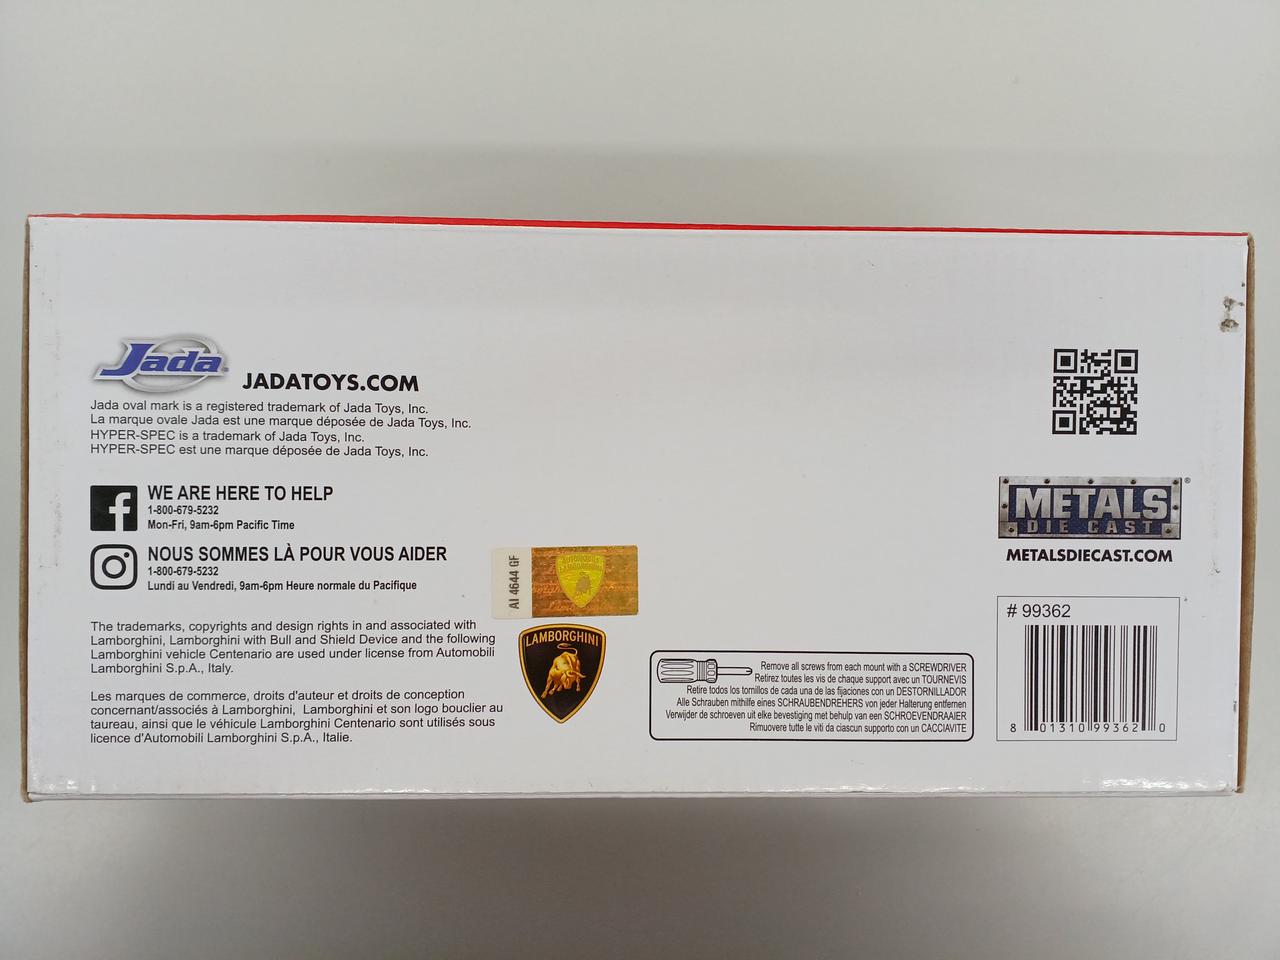 Jada
JADATOYS.COM
Jada oval mark is a registered trademark of Jada Toys, Inc.
La marque ovale Jada est une marque déposée de Jada Toys, Inc.
HYPER-SPEC is a trademark of Jada Toys, Inc.
HYPER-SPEC est une marque déposée de Jada Toys, Inc.
WE ARE HERE TO HELP
1-800-679-5232
Mon-Fri, 9am-6pm Pacific Time
NOUS SOMMES LÀ POUR VOUS AIDER
1-800-679-5232
Lundi au Vendredi, 9am-6pm Heure normale du Pacifique
The trademarks, copyrights and design rights in and associated with
Lamborghini, Lamborghini with Bull and Shield Device and the following
Lamborghini vehicle Centenario are used under license from Automobili
Lamborghini S.p.A., Italy.
Les marques de commerce, droits d'auteur et droits de conception
concernant/associés à Lamborghini, Lamborghini et son logo bouclier au
taureau, ainsi que le véhicule Lamborghini Centenario sont utilisés sous
licence d'Automobili Lamborghini S.p.A., Italie.
AI 4644 GF
AUTOMOBILI
LAMBORGHINI
LAMBORGHINI
Remove all screws from each mount with a SCREWDRIVER
Retirez toutes les vis de chaque support avec un TOURNEVIS
Retire todos los tornillos de cada una de las fijaciones con un DESTORNILLADOR
Alle Schrauben mithilfe eines SCHRAUBENDREHERS von jeder Halterung entfernen
Verwijder de schroeven uit elke bevestiging met behulp van een SCHROEVENDRAAIER
Rimuovere tutte le viti da ciascun supporto con un CACCIAVITE
METALS®
DIE CAST
METALSDIECAST.COM
# 99362
8 01310 99362 0